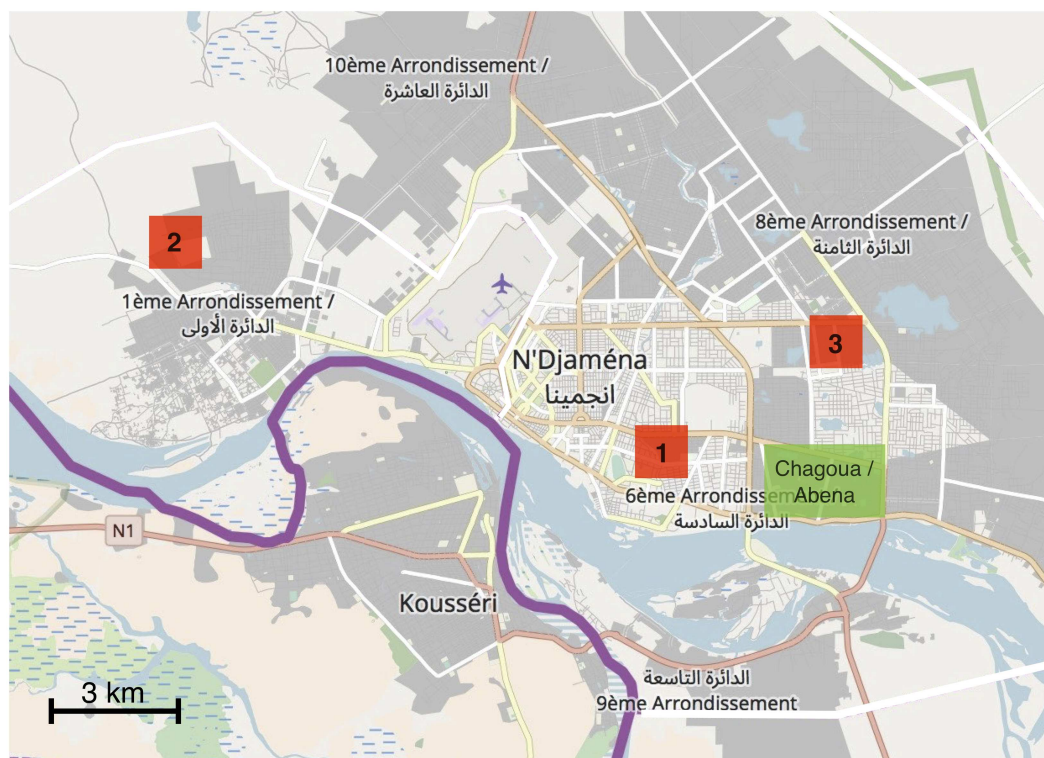 10ème Arrondissement /
الدائرة العاشرة
8ème Arrondissement /
الدائرة الثامنة
2
1ème Arrondissement /
الدائرة الأولى
3
N'Djaména
انجمينا
1
Chagoua /
Abena
6ème Arrondissem
الدائرة السادسة
N1
Kousséri
الدائرة التاسعة
9ème Arrondissement
3 km